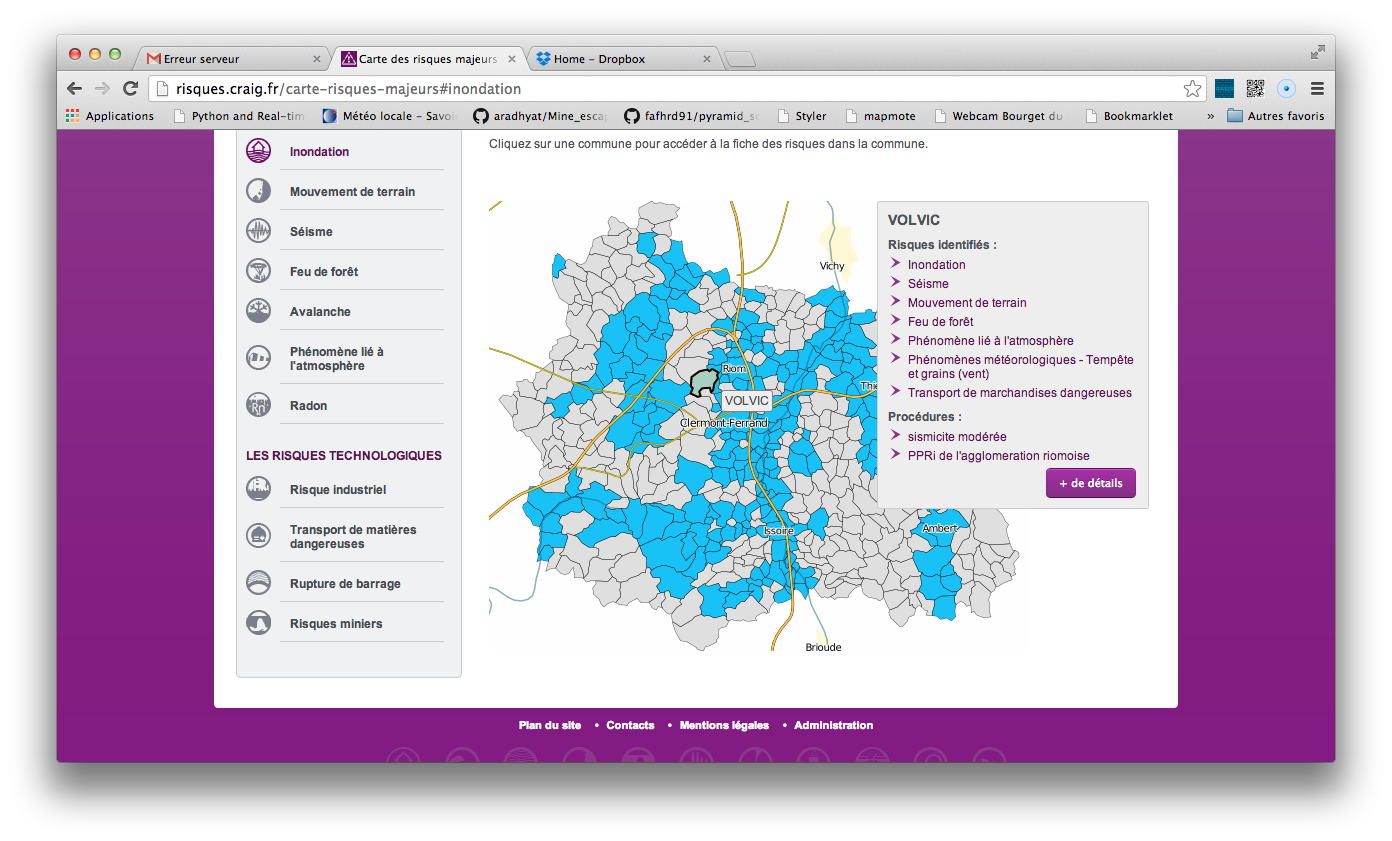 Erreur serveur
Carte des risques majeurs
Home – Dropbox
risques.craig.fr/carte-risques-majeurs#inondation
Applications
Python and Real-tim
Météo locale – Savoi
aradhyat/Mine_escap
fafhrd91/pyramid_so
Styler
mapmote
Webcam Bourget du
Bookmarklet
»
Autres favoris
Inondation
Mouvement de terrain
Séisme
Feu de forêt
Avalanche
Phénomène lié à
l'atmosphère
Rn
Radon
LES RISQUES TECHNOLOGIQUES
Risque industriel
Transport de matières
dangereuses
Rupture de barrage
Risques miniers
Cliquez sur une commune pour accéder à la fiche des risques dans la commune.
Vichy
Riom
Thie
VOLVIC
Clermont-Ferrand
Issoire
Ambert
Brioude
VOLVIC
Risques identifiés :
Inondation
Séisme
Mouvement de terrain
Feu de forêt
Phénomène lié à l'atmosphère
Phénomènes météorologiques - Tempête
et grains (vent)
Transport de marchandises dangereuses
Procédures :
sismicite modérée
PPRi de l'agglomeration riomoise
+ de détails
Plan du site • Contacts • Mentions légales • Administration